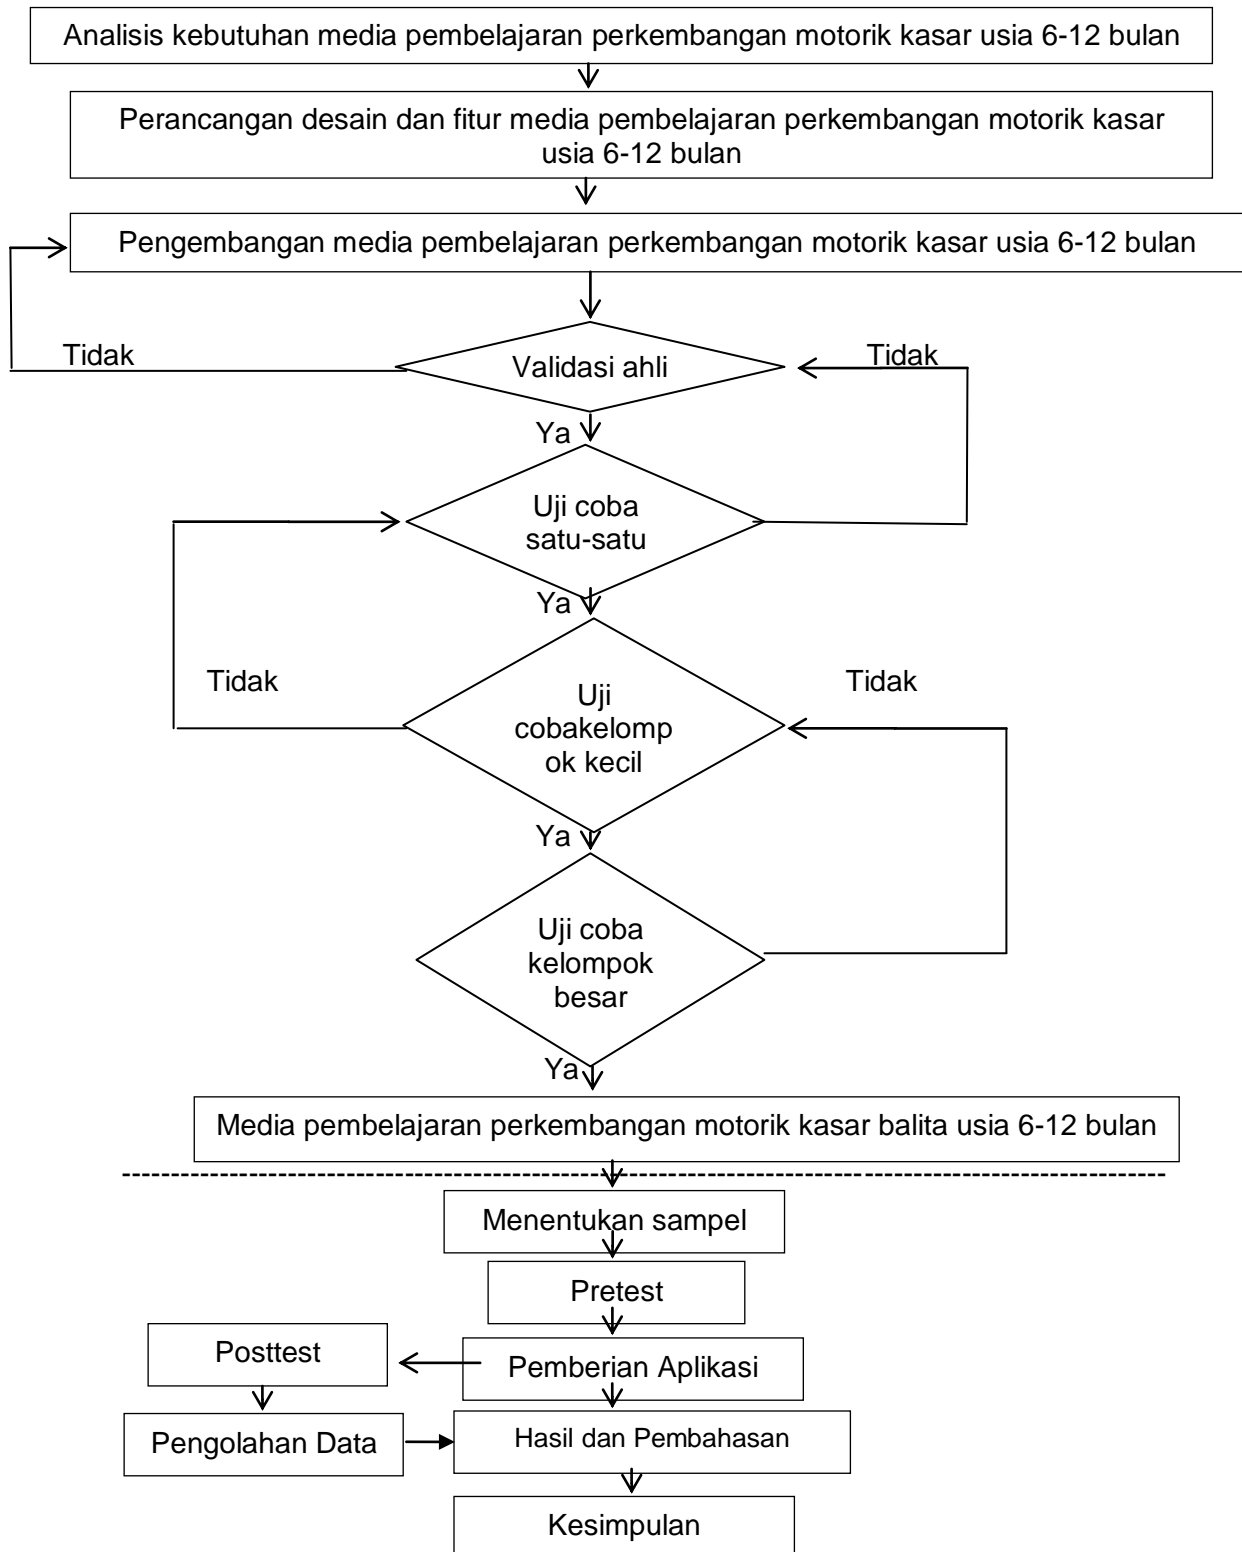 Analisis kebutuhan media pembelajaran perkembangan motorik kasar usia 6-12 bulan
Perancangan desain dan fitur media pembelajaran perkembangan motorik kasar
usia 6-12 bulan
Pengembangan media pembelajaran perkembangan motorik kasar usia 6-12 bulan
Tidak
Validasi ahli
Tidak
Ya
Uji coba
satu-satu
Ya
Tidak
Uji
cobakelomp
ok kecil
Tidak
Ya
Uji coba
kelompok
besar
Ya
Media pembelajaran perkembangan motorik kasar balita usia 6-12 bulan
Menentukan sampel
Pretest
Posttest
Pemberian Aplikasi
Pengolahan Data
Hasil dan Pembahasan
Kesimpulan